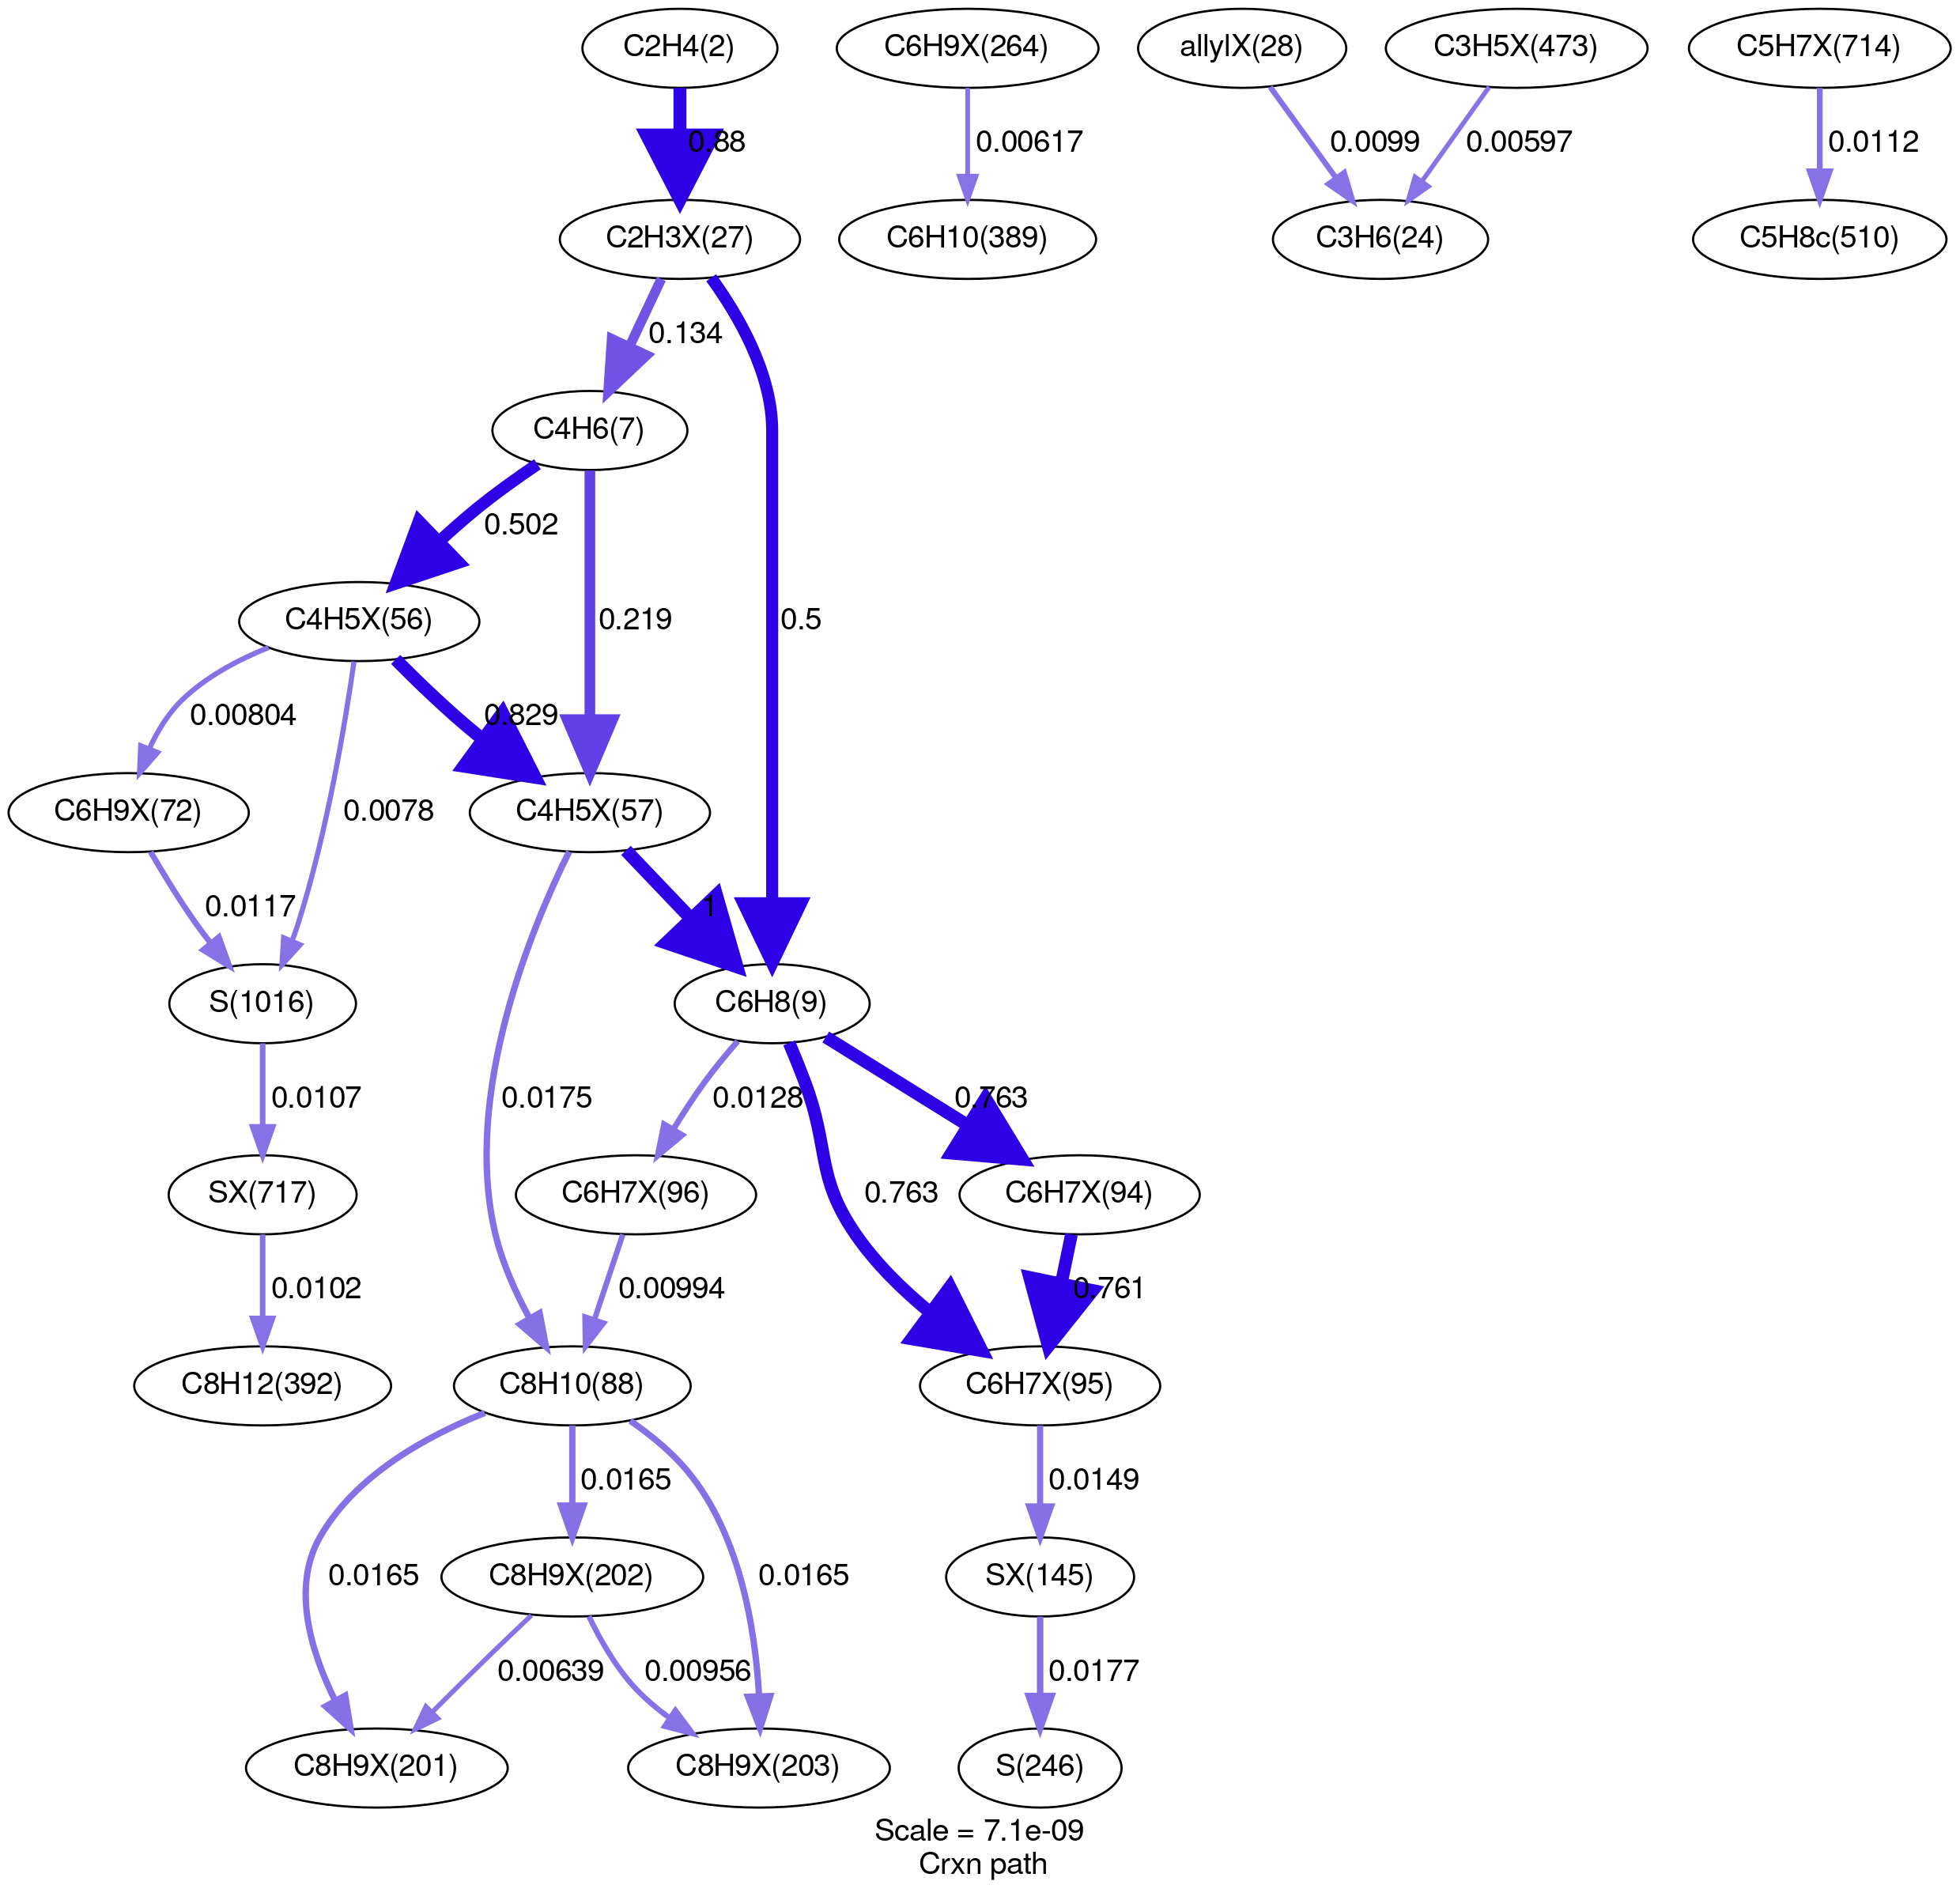 C2H4(2)
C6H9X(264)
allylX(28)
C3H5X(473)
C5H7X(714)
0.88
0.00617
0.0099
0.00597
0.0112
C2H3X(27)
C6H10(389)
C3H6(24)
C5H8c(510)
0.134
C4H6(7)
0.502
0.219
0.5
C4H5X(56)
0.00804
0.829
0.0078
C6H9X(72)
C4H5X(57)
0.0117
1
S(1016)
C6H8(9)
0.0107
0.0175
0.0128
0.763
0.763
SX(717)
C6H7X(96)
C6H7X(94)
0.0102
0.00994
0.761
C8H12(392)
C8H10(88)
C6H7X(95)
0.0165
0.0149
0.0165
0.0165
C8H9X(202)
SX(145)
0.00639
0.00956
0.0177
C8H9X(201)
C8H9X(203)
S(246)
Scale = 7.1e-09
Crxn path